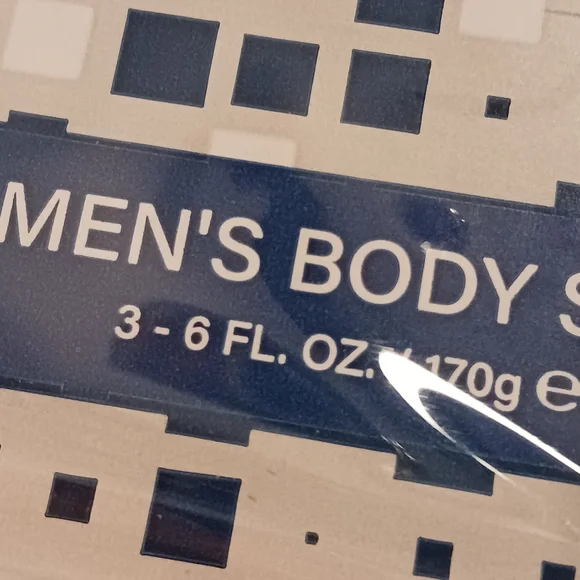 MEN'S BODY S
3 - 6 FL. OZ. / 170g e